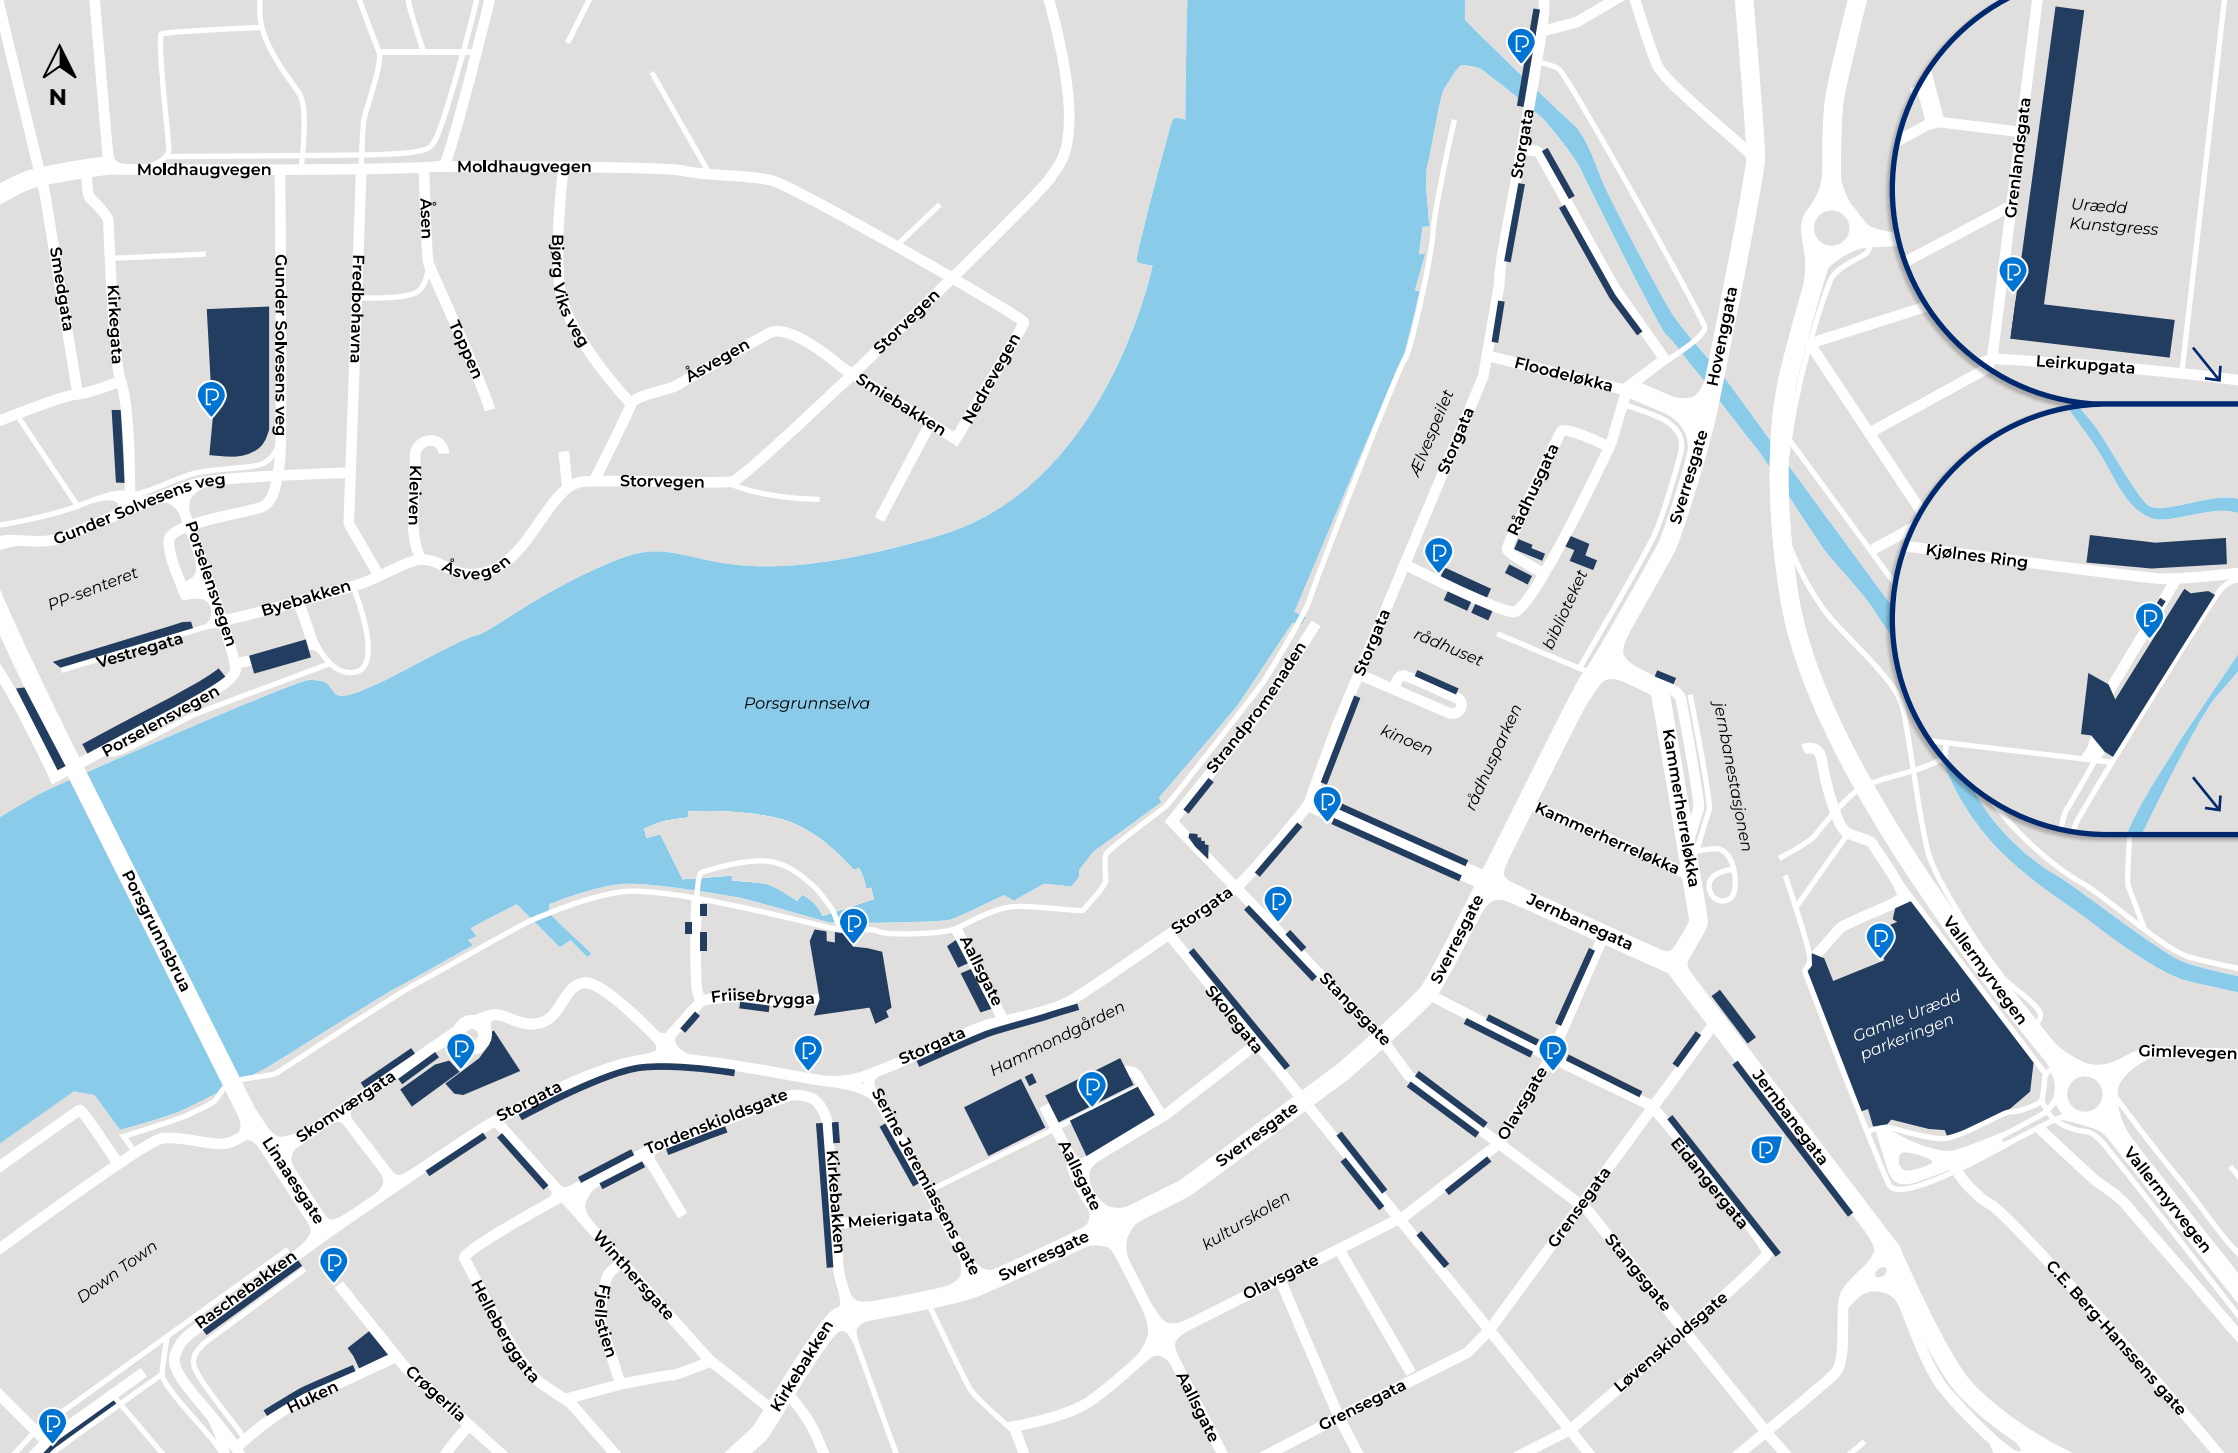 N
Moldhaugvegen
Moldhaugvegen
Storgata
Grenlandsgata
Urædd
Kunstgress
Leirkupgata
Smedgata
Kirkegata
Gunder Solvesens veg
Fredbohavna
Åsen
Toppen
Bjørg Viks veg
Åsvegen
Storvegen
Smiebakken
Nedrevegen
Floodeløkka
Hovenggata
Ælvespeilet
Storgata
Rådhusgata
Sverresgate
Kleiven
Storvegen
Gunder Solvesens veg
Porselensvegen
Åsvegen
Byebakken
PP-senteret
Vestregata
Porselensvegen
Kjølnes Ring
biblioteket
rådhuset
Storgata
Strandpromenaden
Porsgrunnselva
kinoen
rådhusparken
Kammerherreløkka
jernbanestasjonen
Kammerherreløkka
Porsgrunnsbrua
Storgata
Jernbanegata
Sverresgate
Vallermyrvegen
Aallsgate
Friisebrygga
Skolegata
Stangsgate
Gamle Urædd
parkeringen
Storgata
Hammondgården
Gimlevegen
Skomværgata
Storgata
Tordenskioldsgate
Serine Jeremiassens gate
Olavsgate
Jernbanegata
Linaaesgate
Kirkebakken
Meierigata
Aallsgate
Sverresgate
Eidangergata
Vallermyrvegen
kulturskolen
Grensegata
Sverresgate
Down Town
Raschebakken
Winthersgate
Fjellstien
Helleberggata
Olavsgate
Stangsgate
Løvenskioldsgate
C.E. Berg-Hanssens gate
Huken
Crøgerlia
Kirkebakken
Aallsgate
Grensegata